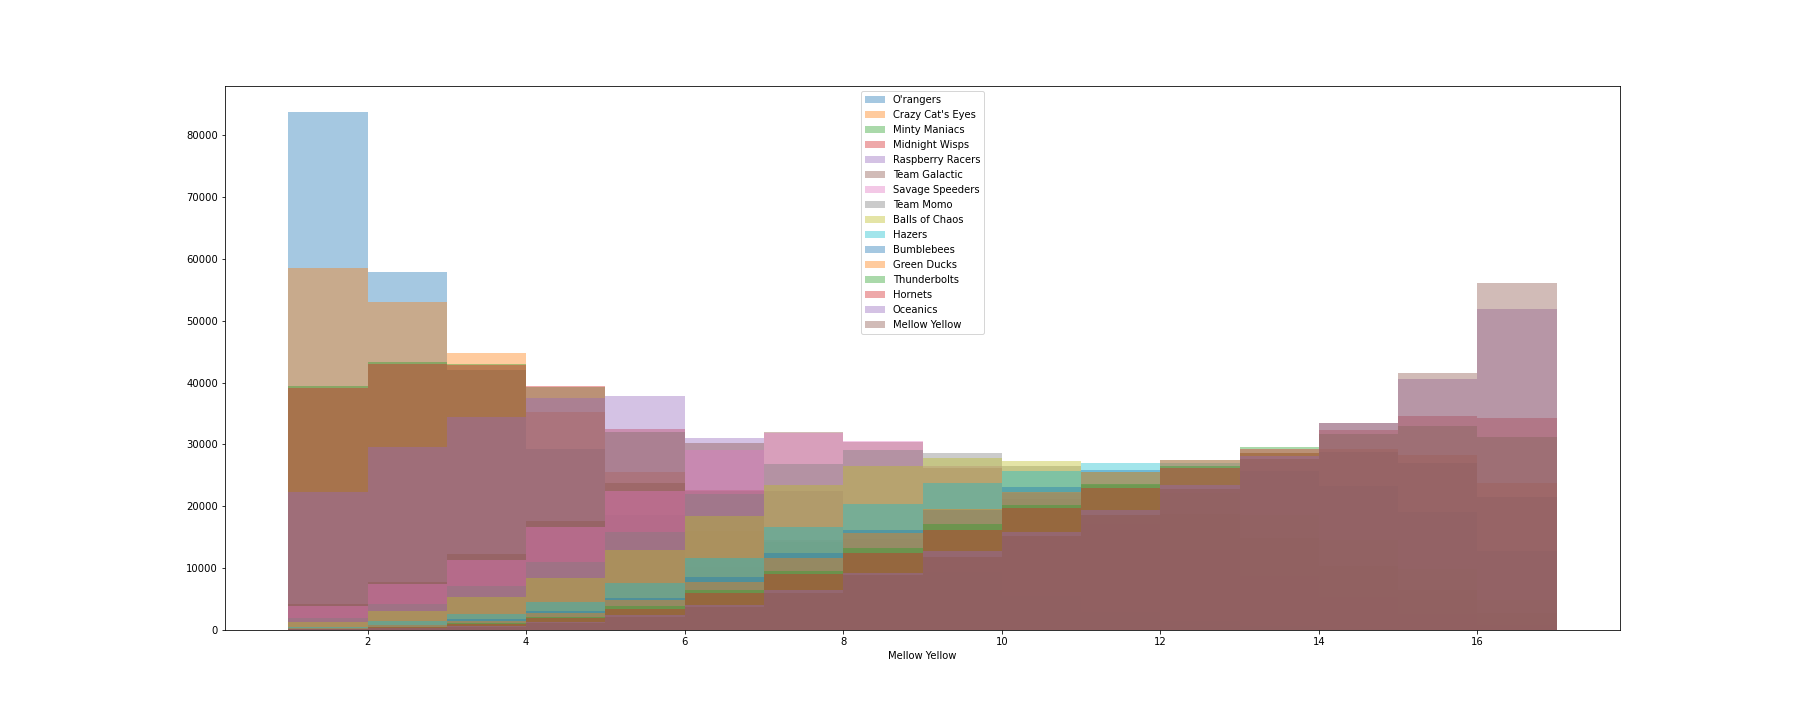 O'rangers
Crazy Cat's Eyes
Minty Maniacs
Midnight Wisps
Raspberry Racers
Team Galactic
Savage Speeders
Team Momo
Balls of Chaos
Hazers
Bumblebees
Green Ducks
Thunderbolts
Hornets
Oceanics
Mellow Yellow
80000
70000
60000
50000
40000
30000
20000
10000
0
2 4 6 8 10 12 14 16
Mellow Yellow